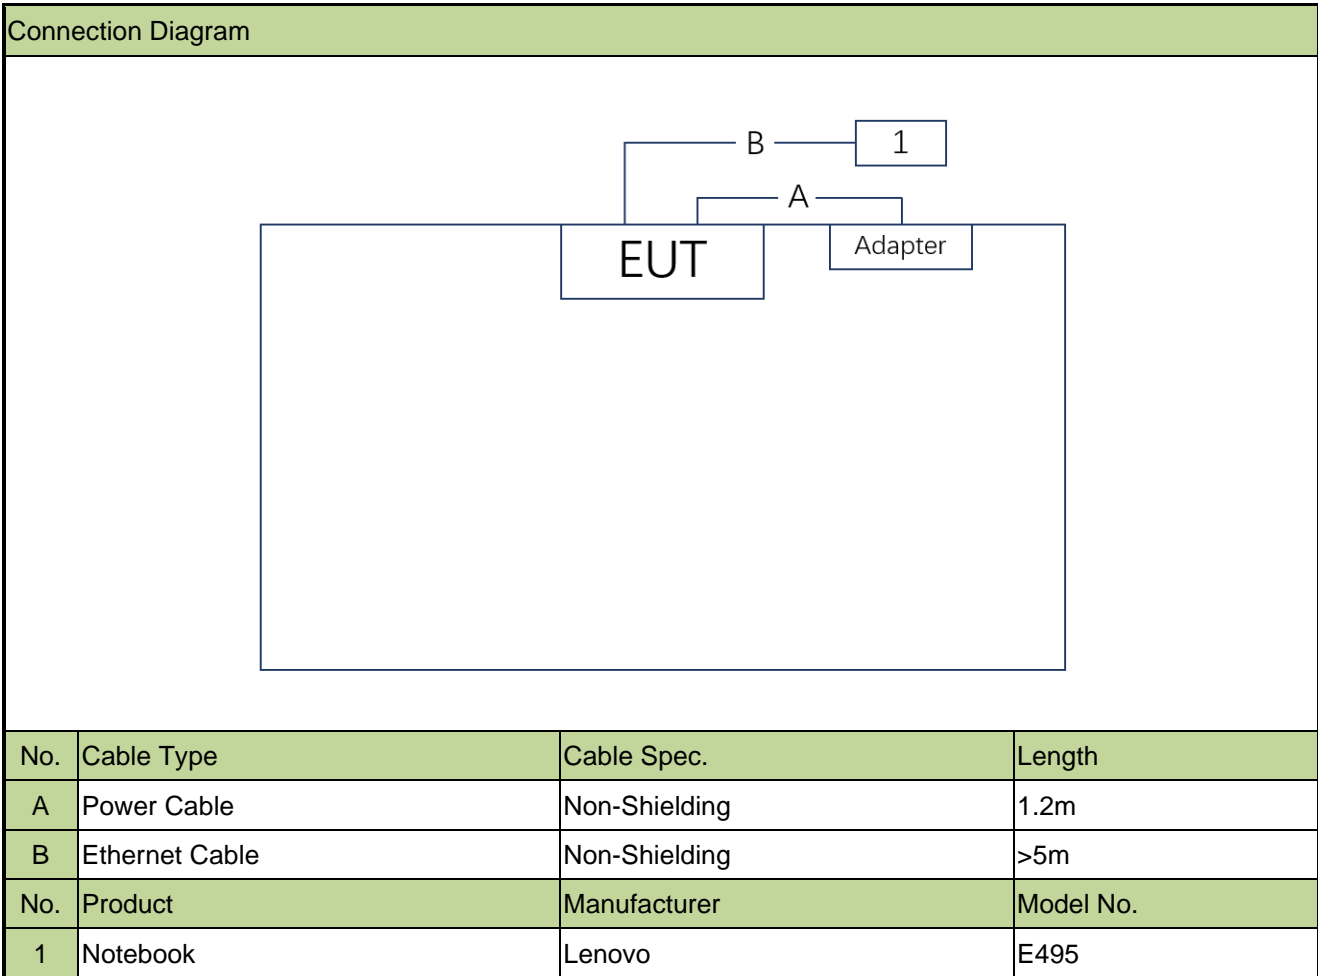 Connection Diagram
B 1
A
EUT Adapter
No. Cable Type Cable Spec. Length
A Power Cable Non-Shielding 1.2m
B Ethernet Cable Non-Shielding >5m
No. Product Manufacturer Model No.
1 Notebook Lenovo E495